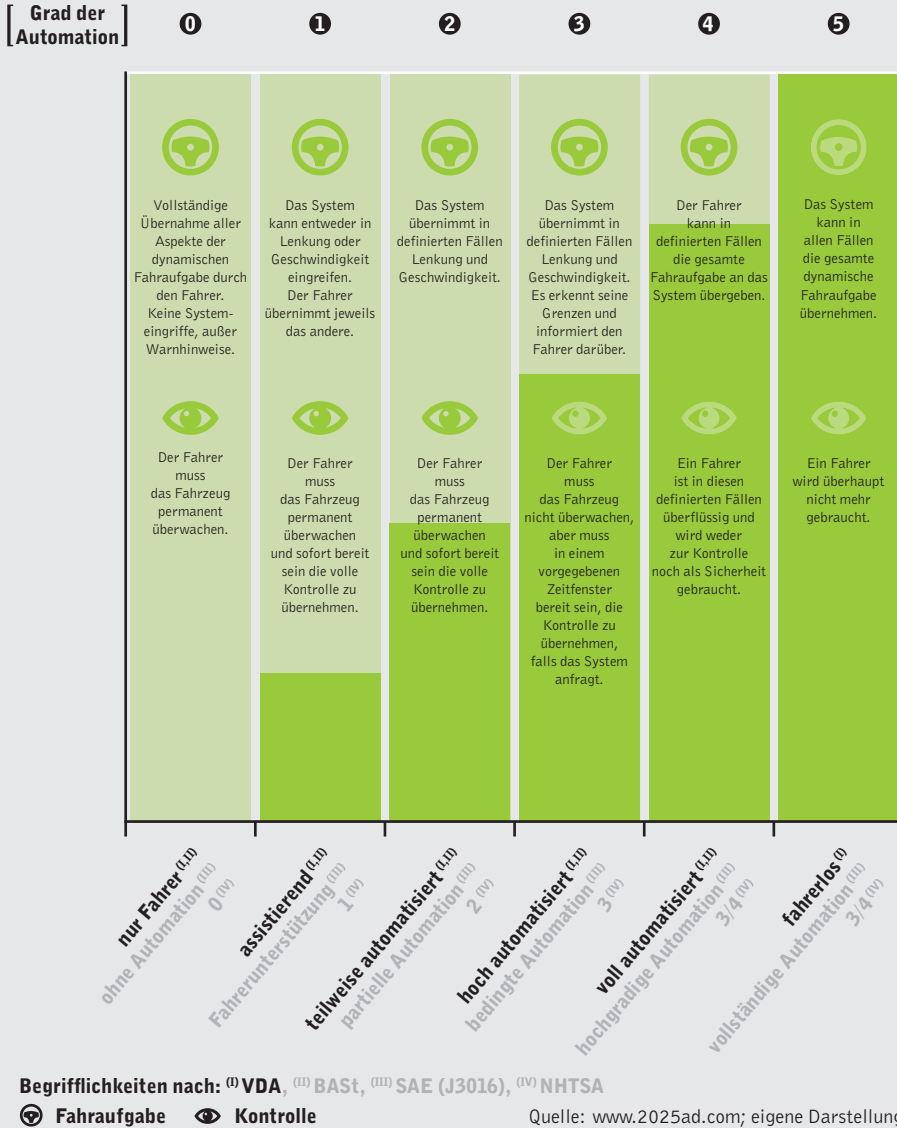 [Grad der
Automation]
0 1 2 3 4 5
Vollständige
Übernahme aller
Aspekte der
dynamischen
Fahraufgabe durch
den Fahrer.
Keine System-
eingriffe, außer
Warnhinweise.
Der Fahrer
muss
das Fahrzeug
permanent
überwachen.
Das System
kann entweder in
Lenkung oder
Geschwindigkeit
eingreifen.
Der Fahrer
übernimmt jeweils
das andere.
Der Fahrer
muss
das Fahrzeug
permanent
überwachen
und sofort bereit
sein die volle
Kontrolle zu
übernehmen.
Das System
übernimmt in
definierten Fällen
Lenkung und
Geschwindigkeit.
Der Fahrer
muss
das Fahrzeug
permanent
überwachen
und sofort bereit
sein die volle
Kontrolle zu
übernehmen.
Das System
übernimmt in
definierten Fällen
Lenkung und
Geschwindigkeit.
Es erkennt seine
Grenzen und
informiert den
Fahrer darüber.
Der Fahrer
muss
das Fahrzeug
nicht überwachen,
aber muss
in einem
vorgegebenen
Zeitfenster
bereit sein, die
Kontrolle zu
übernehmen,
falls das System
anfragt.
Der Fahrer
kann in
definierten Fällen
die gesamte
Fahraufgabe an das
System übergeben.
Ein Fahrer
ist in diesen
definierten Fällen
überflüssig und
wird weder
zur Kontrolle
noch als Sicherheit
gebraucht.
Das System
kann in
allen Fällen
die gesamte
dynamische
Fahraufgabe
übernehmen.
Ein Fahrer
wird überhaupt
nicht mehr
gebraucht.
nur Fahrer (I,II)
ohne Automation (III)
0 (IV)
assistierend (I,II)
Fahrerunterstützung (III)
1 (IV)
teilweise automatisiert (I,II)
partielle Automation (III)
2 (IV)
hoch automatisiert (I,II)
bedingte Automation (III)
3 (IV)
voll automatisiert (I,II)
hochgradige Automation (III)
3/4 (IV)
fahrerlos (I)
vollständige Automation (III)
3/4 (IV)
Begrifflichkeiten nach: (I) VDA, (II) BASt, (III) SAE (J3016), (IV) NHTSA
Fahraufgabe Kontrolle Quelle: www.2025ad.com; eigene Darstellung